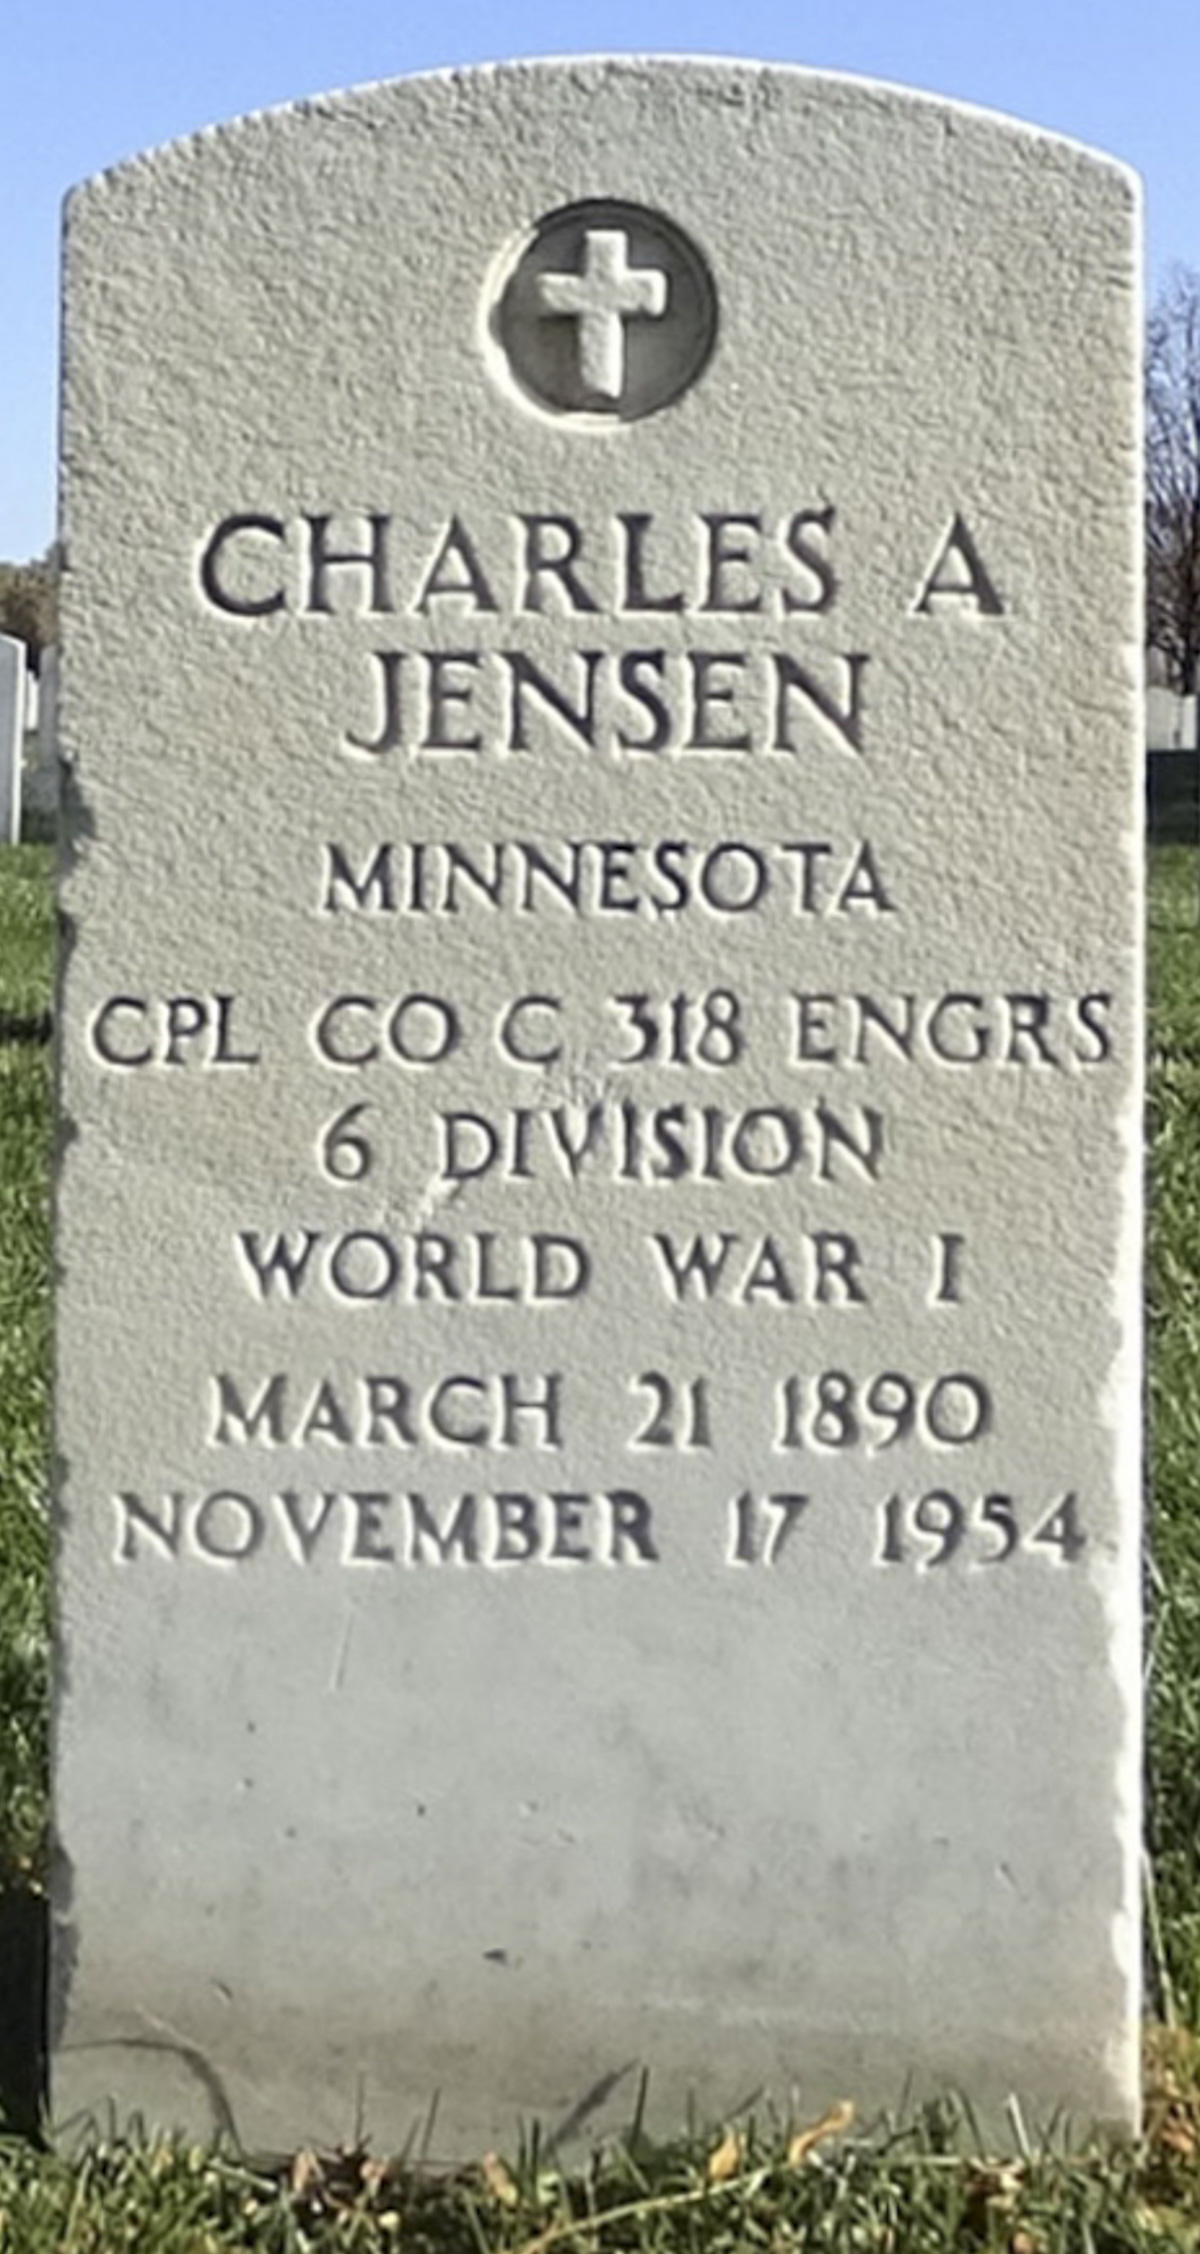 CHARLES A
JENSEN
MINNESOTA
CPL CO C 318 ENGRS
6 DIVISION
WORLD WAR I
MARCH 21 1890
NOVEMBER 17 1954